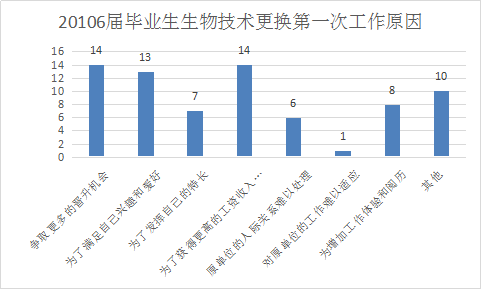 20106届毕业生生物技术更换第一次工作原因
16
14
12
10
8
6
4
2
0
14
13
7
14
6
1
8
10
争取更多的晋升机会
为了满足自己兴趣和爱好
为了发挥自己的特长
为了获得更高的工资收入…
原单位的人际关系难以处理
对原单位的工作难以适应
为增加工作体验和阅历
其他